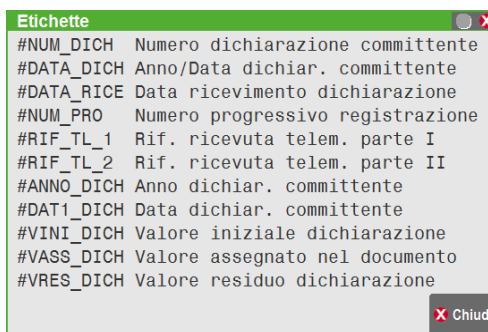 Etichette
#NUM_DICH Numero dichiarazione committente
#DATA_DICH Anno/Data dichiar. committente
#DATA_RICE Data ricevimento dichiarazione
#NUM_PRO Numero progressivo registrazione
#RIF_TL_1 Rif. ricevuta telem. parte I
#RIF_TL_2 Rif. ricevuta telem. parte II
#ANNO_DICH Anno dichiar. committente
#DAT1_DICH Data dichiar. committente
#VINI_DICH Valore iniziale dichiarazione
#VASS_DICH Valore assegnato nel documento
#VRES_DICH Valore residuo dichiarazione
X Chiud